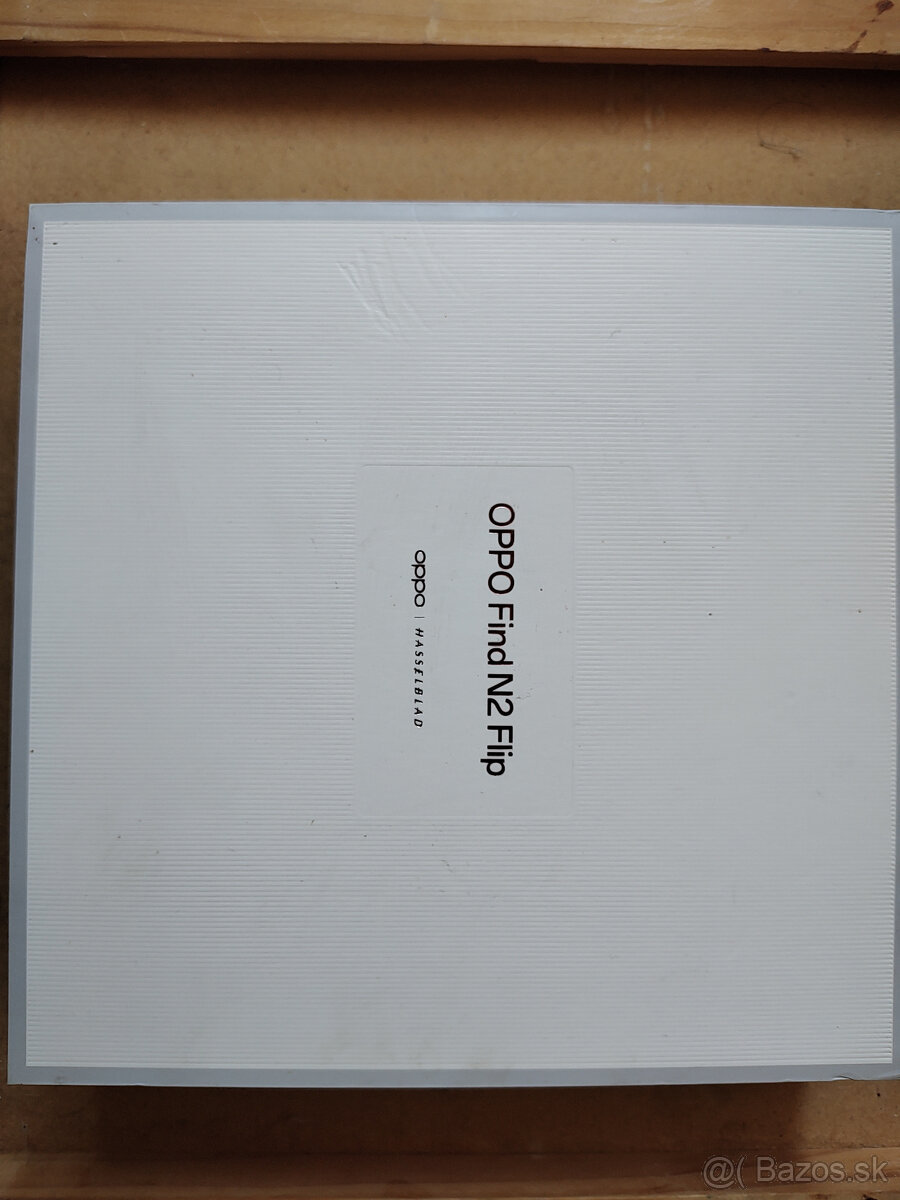 OPPO Find N2 Flip
oppo | HASSELBLAD
@( Bazos.sk